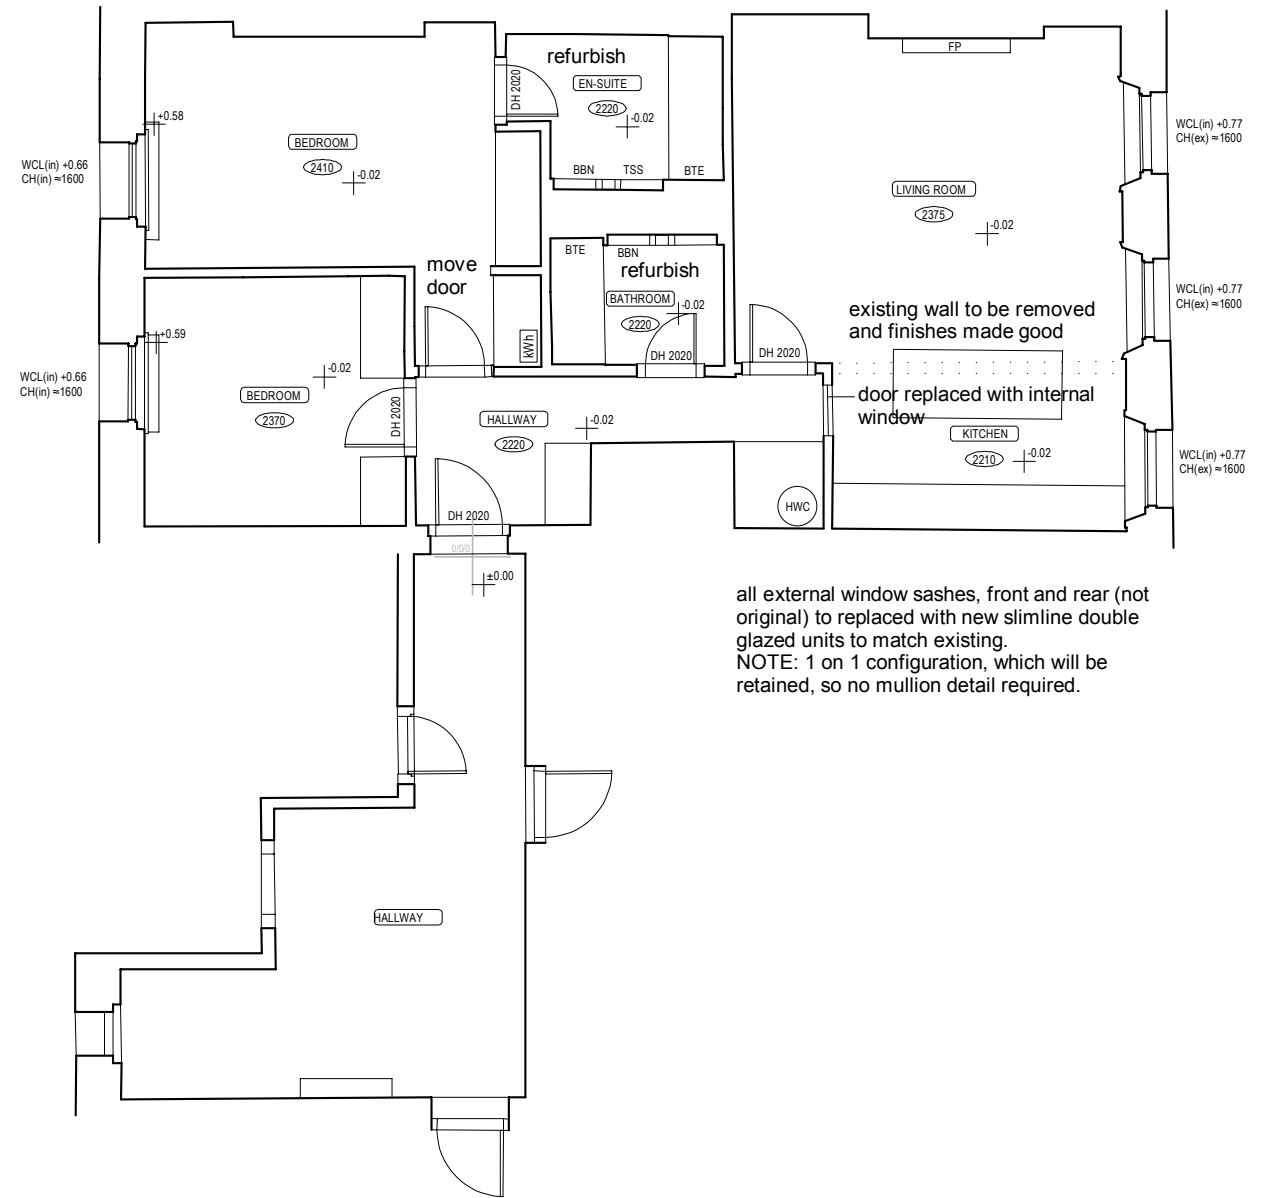 refurbish
EN-SUITE
2220
-0.02
DH 2020
BBN
TSS
BTE
FP
+0.58
BEDROOM
2410
-0.02
WCL(in) +0.66
CH(in) ≈1600
WCL(in) +0.77
CH(ex) ≈1600
LIVING ROOM
2375
-0.02
move
door
BTE
BBN
refurbish
BATHROOM
2220
-0.02
DH 2020
kWh
DH 2020
WCL(in) +0.77
CH(ex) ≈1600
existing wall to be removed
and finishes made good
door replaced with internal
window
+0.59
WCL(in) +0.66
CH(in) ≈1600
-0.02
BEDROOM
2370
DH 2020
HALLWAY
2220
-0.02
KITCHEN
2210
-0.02
WCL(in) +0.77
CH(ex) ≈1600
HWC
DH 2020
0/0/0
±0.00
all external window sashes, front and rear (not
original) to replaced with new slimline double
glazed units to match existing.
NOTE: 1 on 1 configuration, which will be
retained, so no mullion detail required.
HALLWAY